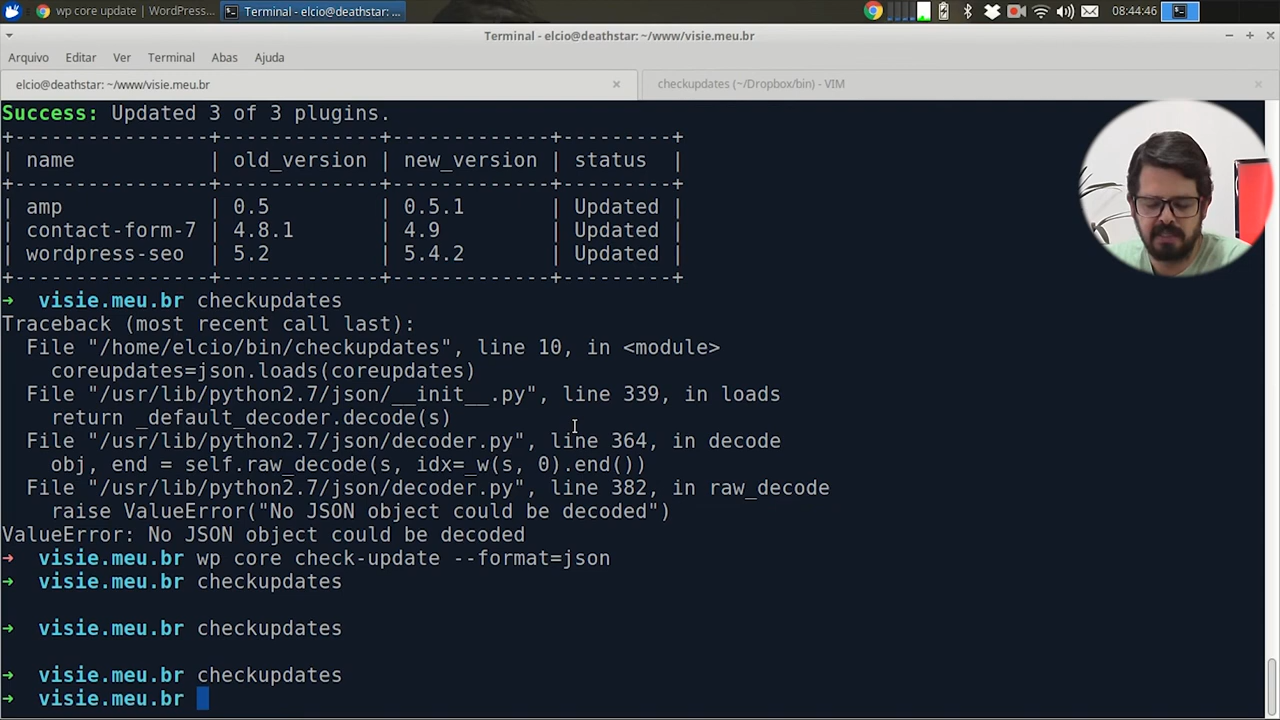 wp core update | WordPress...
Terminal - elcio@deathstar: ...
08:44:46
Terminal - elcio@deathstar: ~/www/visie.meu.br
Arquivo Editar Ver Terminal Abas Ajuda
elcio@deathstar: ~/www/visie.meu.br
checkupdates (~/Dropbox/bin) - VIM
Success: Updated 3 of 3 plugins.
+---------------+-------------+-------------+---------+
| name | old_version | new_version | status |
+---------------+-------------+-------------+---------+
| amp | 0.5 | 0.5.1 | Updated |
| contact-form-7 | 4.8.1 | 4.9 | Updated |
| wordpress-seo | 5.2 | 5.4.2 | Updated |
+---------------+-------------+-------------+---------+
→ visie.meu.br checkupdates
Traceback (most recent call last):
File "/home/elcio/bin/checkupdates", line 10, in <module>
coreupdates=json.loads(coreupdates)
File "/usr/lib/python2.7/json/__init__.py", line 339, in loads
return _default_decoder.decode(s)
File "/usr/lib/python2.7/json/decoder.py", line 364, in decode
obj, end = self.raw_decode(s, idx=_w(s, 0).end())
File "/usr/lib/python2.7/json/decoder.py", line 382, in raw_decode
raise ValueError("No JSON object could be decoded")
ValueError: No JSON object could be decoded
→ visie.meu.br wp core check-update --format=json
→ visie.meu.br checkupdates
→ visie.meu.br checkupdates
→ visie.meu.br checkupdates
→ visie.meu.br